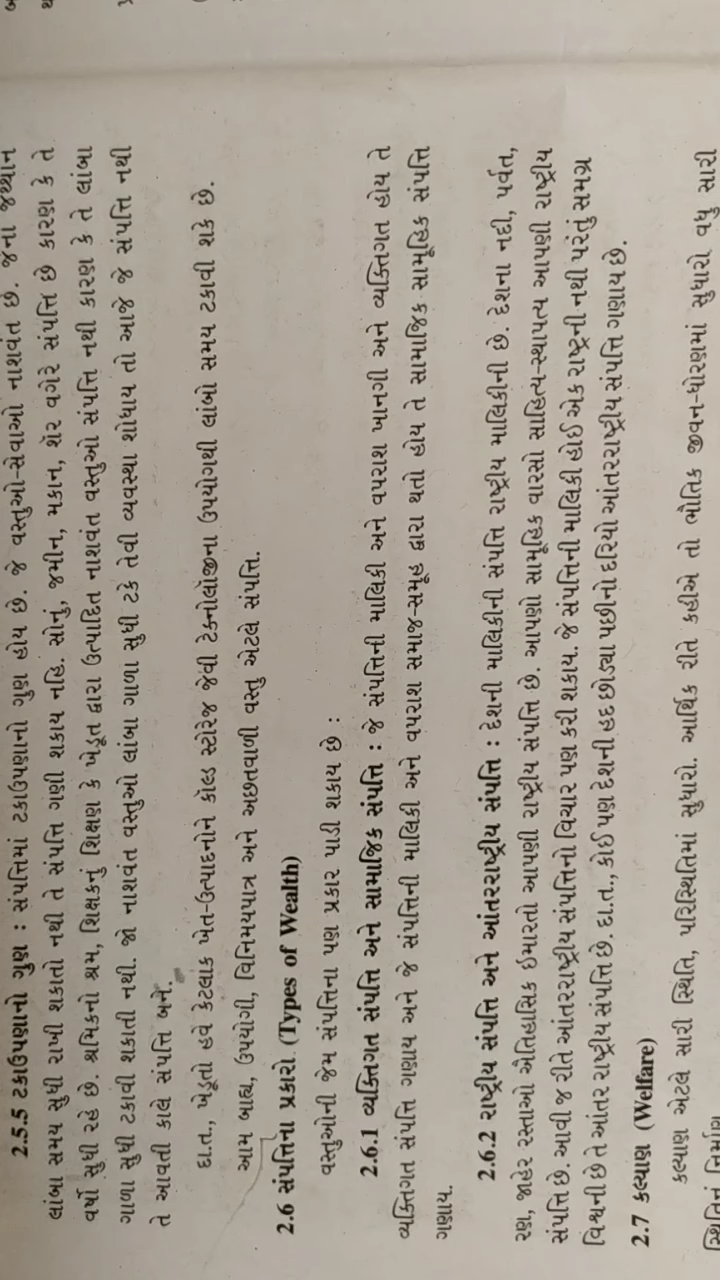 2.5.5 ટકાઉપણાનો ગુણ : સંપત્તિમાં ટકાઉપણાનો ગુણ હોય છે. જે વસ્તુઓ-સેવાઓ નાશવંત છે. જેના જથ્થાને
લાંબા સમય સુધી રાખી શકાતો નથી તે સંપત્તિ ગણી શકાય નહિ. સોનું, જમીન, મકાન, શેર વગેરે સંપત્તિ છે કારણ કે તે
વર્ષો સુધી રહે છે. શ્રમિકનો શ્રમ, શિક્ષકનું શિક્ષણ કે ખેડૂત દ્વારા ઉત્પાદિત નાશવંત વસ્તુઓ સંપત્તિ નથી કારણ કે તે લાંબા
ગાળા સુધી ટકાવી શકાતી નથી. જો નાશવંત વસ્તુઓ લાંબા ગાળા સુધી ટકે તેવી વ્યવસ્થા શોધાય તો આજે જે સંપત્તિ નથી
તે આવતી કાલે સંપત્તિ બને.
દા.ત., ખેડૂતો હવે કેટલાક ખેત-ઉત્પાદનોને કોલ્ડ સ્ટોરેજ જેવી ટેક્નોલૉજીના ઉપયોગથી લાંબો સમય ટકાવી શકે છે.
આમ બાહ્ય, ઉપયોગી, વિનિમયપાત્ર અને અછતવાળી વસ્તુ એટલે સંપત્તિ.
2.6 સંપત્તિના પ્રકારો (Types of Wealth)
વસ્તુઓની જેમ સંપત્તિના પણ પ્રકાર પાડી શકાય છે :
2.6.1 વ્યક્તિગત સંપત્તિ અને સામાજિક સંપત્તિ : જે સંપત્તિની માલિકી અને વપરાશ ખાનગી અને વ્યક્તિગત હોય તે
વ્યક્તિગત સંપત્તિ ગણાય અને જે સંપત્તિની માલિકી અને વપરાશ સમાજ-સમૂહ દ્વારા થતો હોય તે સામાજિક સામૂહિક સંપત્તિ
ગણાય.
2.6.2 રાષ્ટ્રીય સંપત્તિ અને આંતરરાષ્ટ્રીય સંપત્તિ : દેશની માલિકીની સંપત્તિ રાષ્ટ્રીય માલિકીની છે. દેશના નદી, પર્વત,
રણ, જાહેર રસ્તાઓ ઐતિહાસિક ઈમારતો આપણી રાષ્ટ્રીય સંપત્તિ છે. આપણો સામૂહિક વારસો સાહિત્ય-સ્થાપત્ય આપણી રાષ્ટ્રીય
સંપત્તિ છે. આવી જ રીતે આંતરરાષ્ટ્રીય સંપત્તિનો વિચાર પણ કરી શકાય. જે સંપત્તિની માલિકી કોઈ એક રાષ્ટ્રની નથી પરંતુ સમગ્ર
વિશ્વની છે તે આંતર રાષ્ટ્રીય સંપત્તિ છે. દા.ત., કોઈ પણ દેશની હદ છોડ્યા પછીનો દરિયો આંતરરાષ્ટ્રીય સંપત્તિ ગણાય છે.
2.7 કલ્યાણ (Welfare)
કલ્યાણ એટલે સારી સ્થિતિ, પરિસ્થિતિમાં સુધારો. આર્થિક રીતે કહીએ તો ભૌતિક જીવન-ધોરણમાં સુધારો, વધુ સારી
સ્થિતિનું નિર્માણ